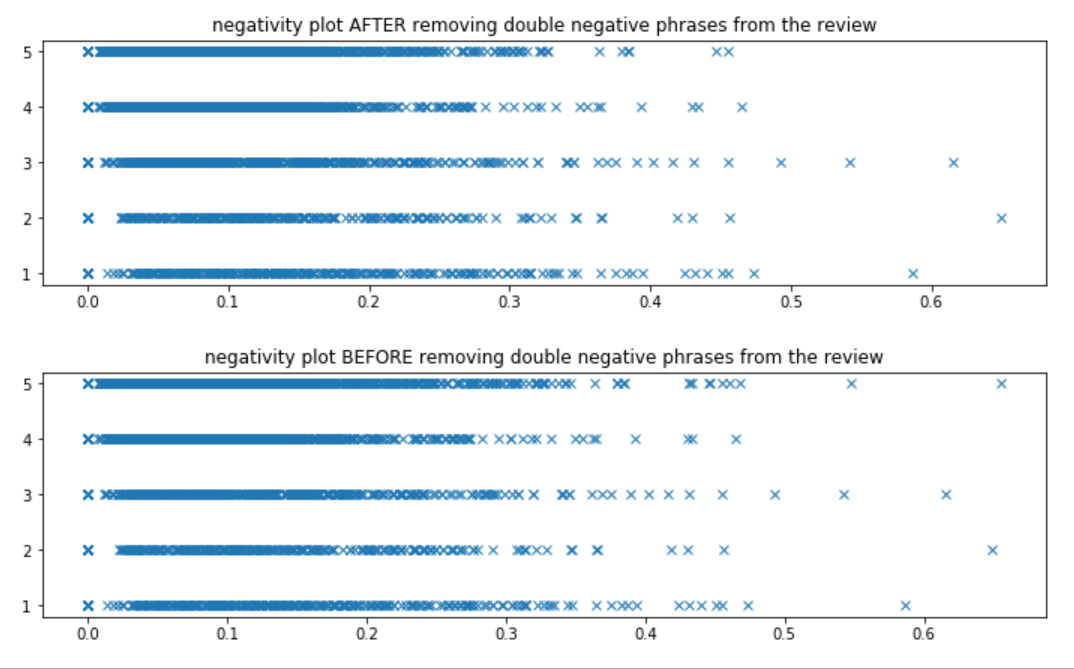 negativity plot AFTER removing double negative phrases from the review
5
4
3
2
1
0.0 0.1 0.2 0.3 0.4 0.5 0.6
negativity plot BEFORE removing double negative phrases from the review
5
4
3
2
1
0.0 0.1 0.2 0.3 0.4 0.5 0.6